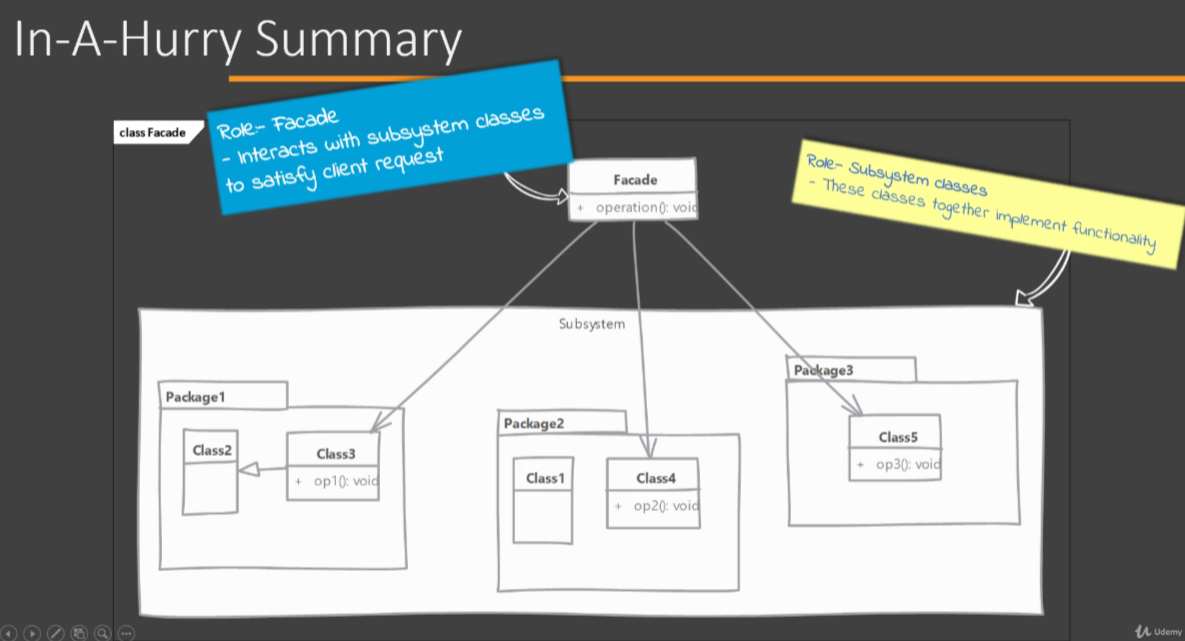 In-A-Hurry Summary
class Facade
Role- Facade
- Interacts with subsystem classes
to satisfy client request
Role- Subsystem classes
- These classes together implement functionality
Facade
+ operation(): void
Subsystem
Package1
Class2
Class3
+ op1(): void
Package2
Class1
Class4
+ op2(): void
Package3
Class5
+ op3(): void
Udemy